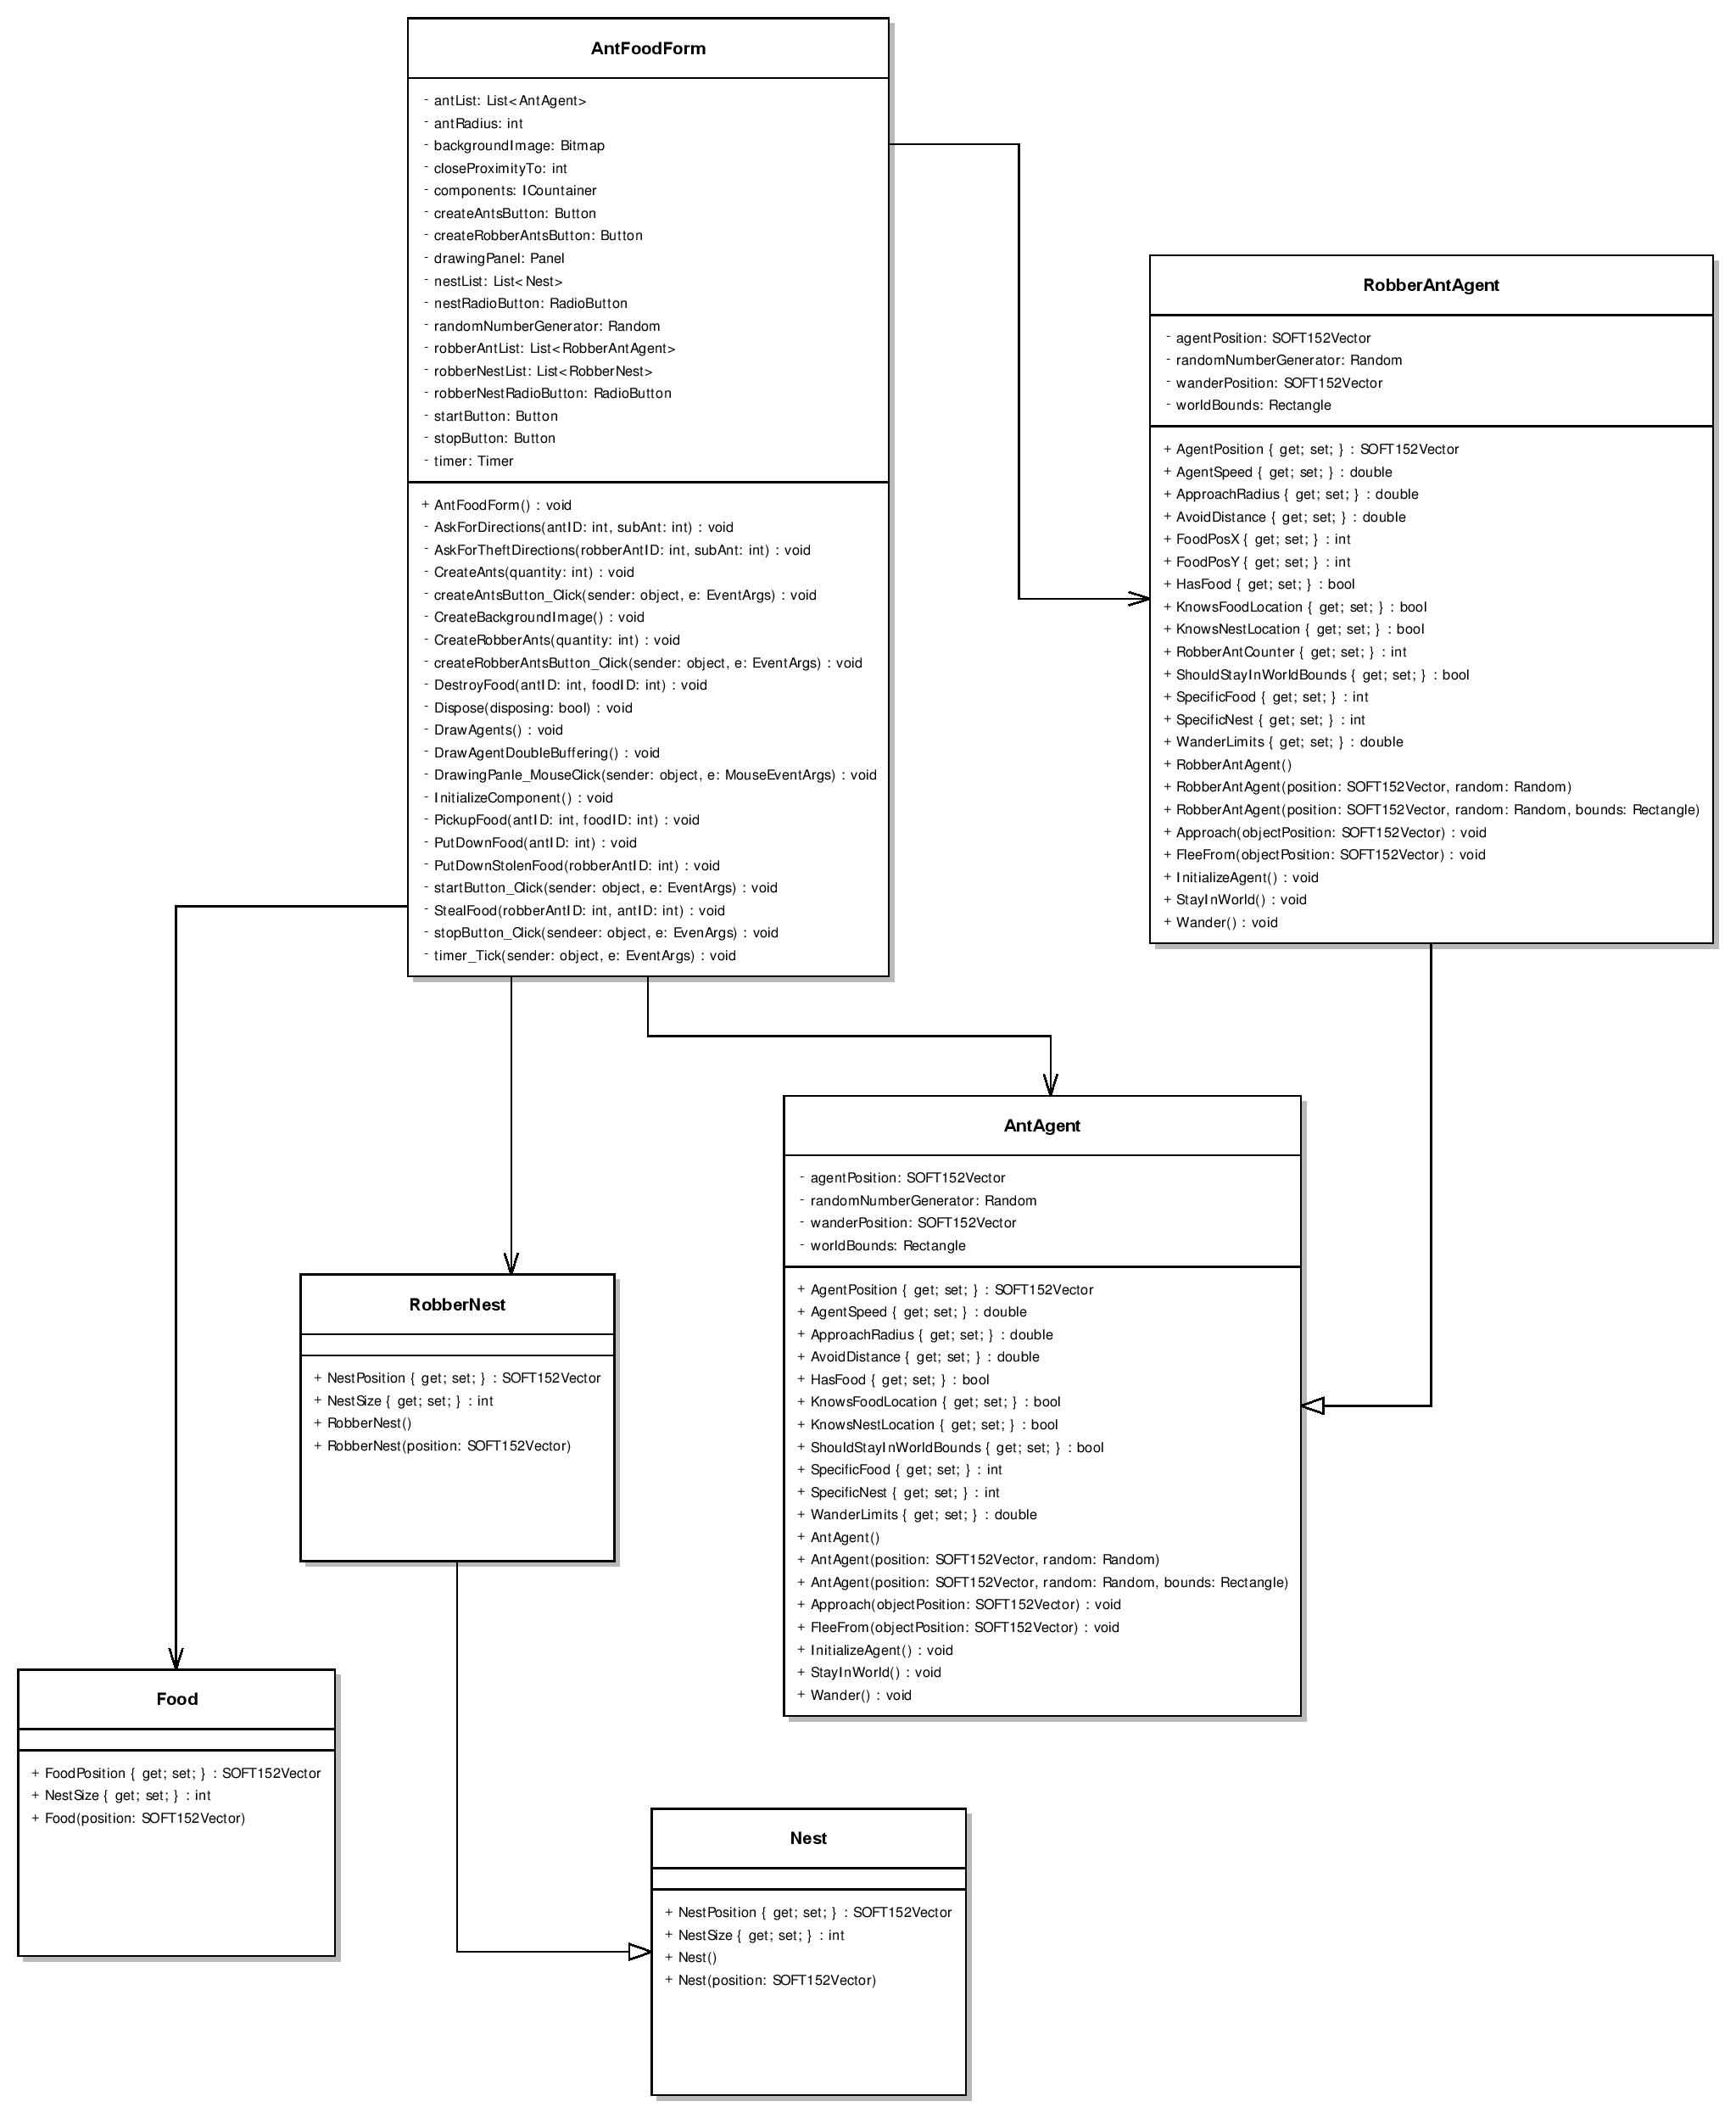 AntFoodForm
- antList: List<AntAgent>
- antRadius: int
- backgroundImage: Bitmap
- closeProximityTo: int
- components: ICountainer
- createAntsButton: Button
- createRobberAntsButton: Button
- drawingPanel: Panel
- nestList: List<Nest>
- nestRadioButton: RadioButton
- randomNumberGenerator: Random
- robberAntList: List<RobberAntAgent>
- robberNestList: List<RobberNest>
- robberNestRadioButton: RadioButton
- startButton: Button
- stopButton: Button
- timer: Timer
+ AntFoodForm() : void
- AskForDirections(antID: int, subAnt: int) : void
- AskForTheftDirections(robberAntID: int, subAnt: int) : void
- CreateAnts(quantity: int) : void
- createAntsButton_Click(sender: object, e: EventArgs) : void
- CreateBackgroundImage() : void
- CreateRobberAnts(quantity: int) : void
- createRobberAntsButton_Click(sender: object, e: EventArgs) : void
- DestroyFood(antID: int, foodID: int) : void
- Dispose(disposing: bool) : void
- DrawAgents() : void
- DrawAgentDoubleBuffering() : void
- DrawingPanle_MouseClick(sender: object, e: MouseEventArgs) : void
- InitializeComponent() : void
- PickupFood(antID: int, foodID: int) : void
- PutDownFood(antID: int) : void
- PutDownStolenFood(robberAntID: int) : void
- startButton_Click(sender: object, e: EventArgs) : void
- StealFood(robberAntID: int, antID: int) : void
- stopButton_Click(sendeer: object, e: EvenArgs) : void
- timer_Tick(sender: object, e: EventArgs) : void
RobberAntAgent
- agentPosition: SOFT152Vector
- randomNumberGenerator: Random
- wanderPosition: SOFT152Vector
- worldBounds: Rectangle
+ AgentPosition { get; set; } : SOFT152Vector
+ AgentSpeed { get; set; } : double
+ ApproachRadius { get; set; } : double
+ AvoidDistance { get; set; } : double
+ FoodPosX { get; set; } : int
+ FoodPosY { get; set; } : int
+ HasFood { get; set; } : bool
+ KnowsFoodLocation { get; set; } : bool
+ KnowsNestLocation { get; set; } : bool
+ RobberAntCounter { get; set; } : int
+ ShouldStayInWorldBounds { get; set; } : bool
+ SpecificFood { get; set; } : int
+ SpecificNest { get; set; } : int
+ WanderLimits { get; set; } : double
+ RobberAntAgent()
+ RobberAntAgent(position: SOFT152Vector, random: Random)
+ RobberAntAgent(position: SOFT152Vector, random: Random, bounds: Rectangle)
+ Approach(objectPosition: SOFT152Vector) : void
+ FleeFrom(objectPosition: SOFT152Vector) : void
+ InitializeAgent() : void
+ StayInWorld() : void
+ Wander() : void
AntAgent
- agentPosition: SOFT152Vector
- randomNumberGenerator: Random
- wanderPosition: SOFT152Vector
- worldBounds: Rectangle
+ AgentPosition { get; set; } : SOFT152Vector
+ AgentSpeed { get; set; } : double
+ ApproachRadius { get; set; } : double
+ AvoidDistance { get; set; } : double
+ HasFood { get; set; } : bool
+ KnowsFoodLocation { get; set; } : bool
+ KnowsNestLocation { get; set; } : bool
+ ShouldStayInWorldBounds { get; set; } : bool
+ SpecificFood { get; set; } : int
+ SpecificNest { get; set; } : int
+ WanderLimits { get; set; } : double
+ AntAgent()
+ AntAgent(position: SOFT152Vector, random: Random)
+ AntAgent(position: SOFT152Vector, random: Random, bounds: Rectangle)
+ Approach(objectPosition: SOFT152Vector) : void
+ FleeFrom(objectPosition: SOFT152Vector) : void
+ InitializeAgent() : void
+ StayInWorld() : void
+ Wander() : void
RobberNest
+ NestPosition { get; set; } : SOFT152Vector
+ NestSize { get; set; } : int
+ RobberNest()
+ RobberNest(position: SOFT152Vector)
Food
+ FoodPosition { get; set; } : SOFT152Vector
+ NestSize { get; set; } : int
+ Food(position: SOFT152Vector)
Nest
+ NestPosition { get; set; } : SOFT152Vector
+ NestSize { get; set; } : int
+ Nest()
+ Nest(position: SOFT152Vector)